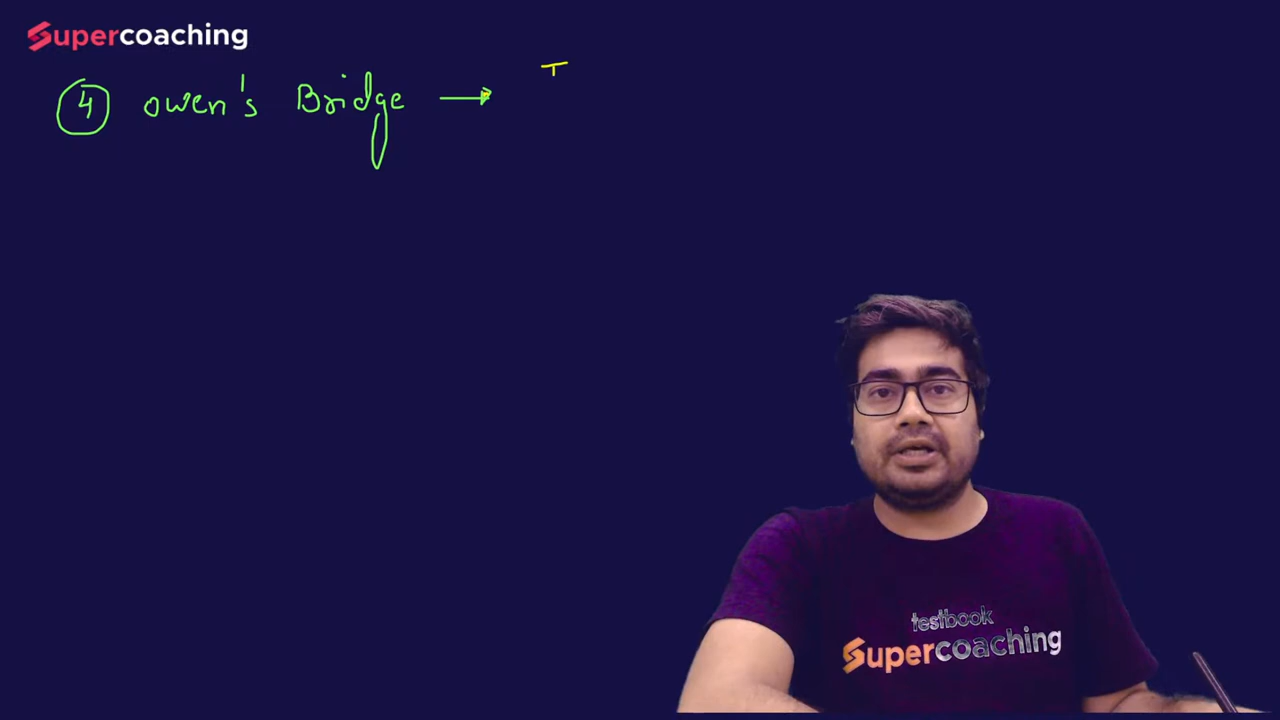 Supercoaching
4 owen's Bridge → T
testbook
Supercoaching